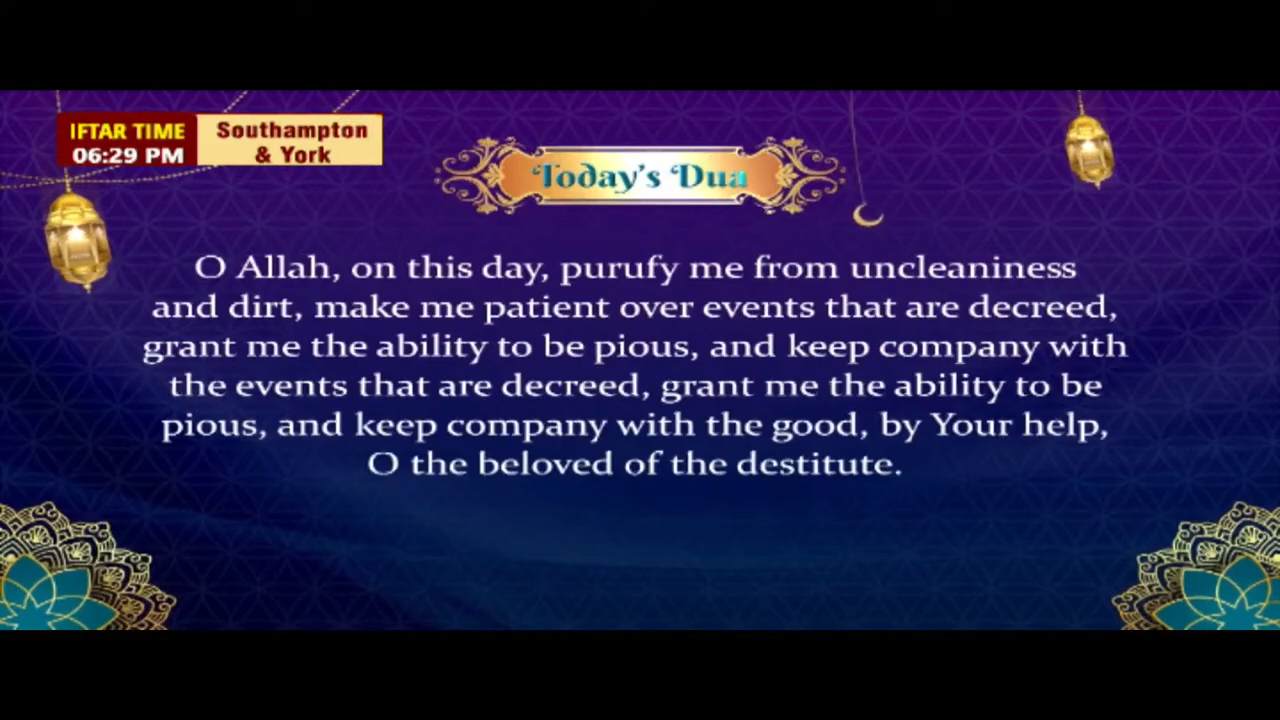 IFTAR TIME
06:29 PM
Southampton
& York
Today's Dua
O Allah, on this day, purufy me from uncleaniness
and dirt, make me patient over events that are decreed,
grant me the ability to be pious, and keep company with
the events that are decreed, grant me the ability to be
pious, and keep company with the good, by Your help,
O the beloved of the destitute.